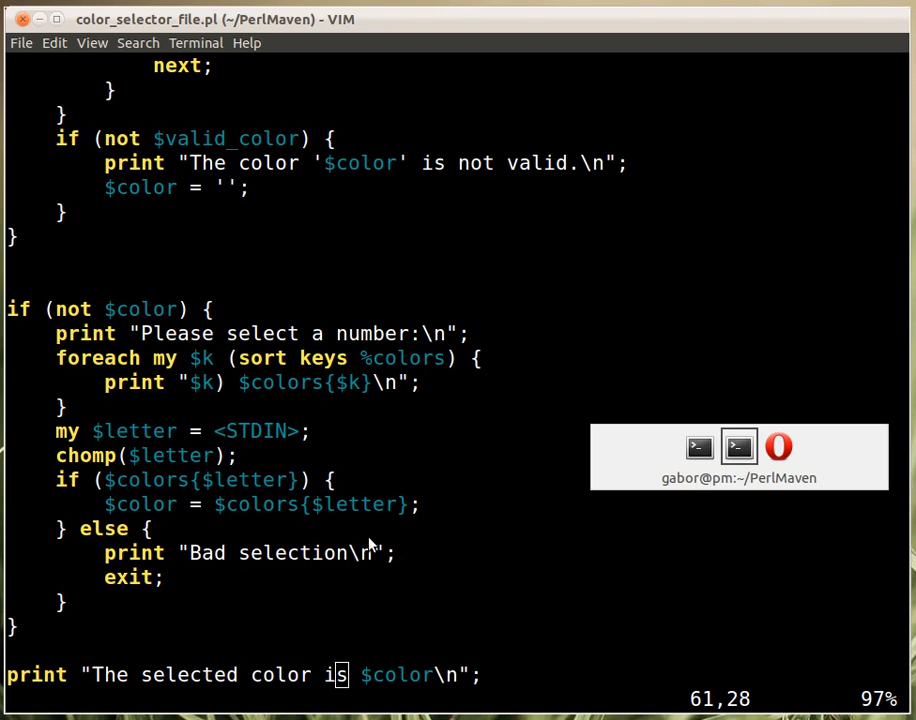 color_selector_file.pl (~/PerlMaven) - VIM
File Edit View Search Terminal Help
next;
}
}
if (not $valid_color) {
print "The color '$color' is not valid.\n";
$color = '';
}
}
if (not $color) {
print "Please select a number:\n";
foreach my $k (sort keys %colors) {
print "$k) $colors{$k}\n";
}
my $letter = <STDIN>;
chomp($letter);
if ($colors{$letter}) {
$color = $colors{$letter};
} else {
print "Bad selection\n";
exit;
}
}
print "The selected color is $color\n";
gabor@pm:~/PerlMaven
61,28 97%